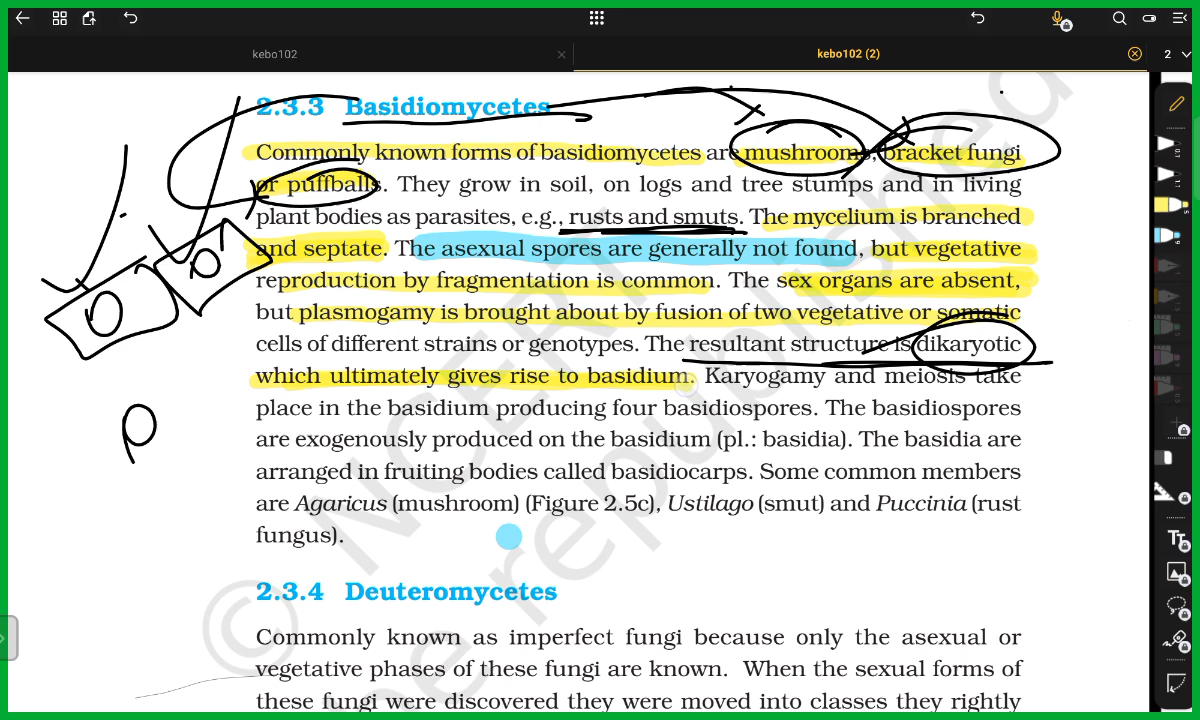 kebo102
kebo102 (2)
2
2.3.3 Basidiomycetes
Commonly known forms of basidiomycetes are mushrooms, bracket fungi
or puffballs. They grow in soil, on logs and tree stumps and in living
plant bodies as parasites, e.g., rusts and smuts. The mycelium is branched
and septate. The asexual spores are generally not found, but vegetative
reproduction by fragmentation is common. The sex organs are absent,
but plasmogamy is brought about by fusion of two vegetative or somatic
cells of different strains or genotypes. The resultant structure is dikaryotic
which ultimately gives rise to basidium. Karyogamy and meiosis take
place in the basidium producing four basidiospores. The basidiospores
are exogenously produced on the basidium (pl.: basidia). The basidia are
arranged in fruiting bodies called basidiocarps. Some common members
are Agaricus (mushroom) (Figure 2.5c), Ustilago (smut) and Puccinia (rust
fungus).
P
2.3.4 Deuteromycetes
Commonly known as imperfect fungi because only the asexual or
vegetative phases of these fungi are known. When the sexual forms of
these fungi were discovered they were moved into classes they rightly
© NCERT
be republished